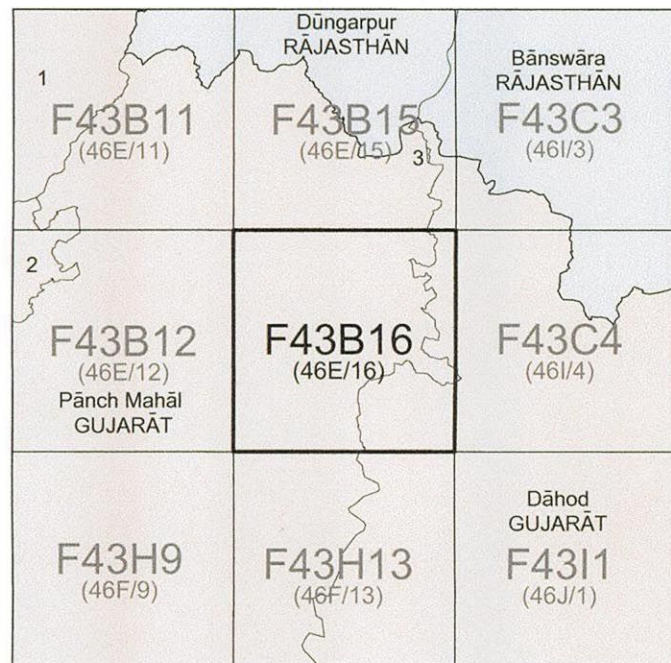 Dūngarpur
RĀJASTHĀN
Bānswāra
RĀJASTHĀN
1
F43B11
(46E/11)
F43B15
(46E/15)
3
F43C3
(46I/3)
2
F43B12
(46E/12)
Pānch Mahāl
GUJARĀT
F43B16
(46E/16)
F43C4
(46I/4)
F43H9
(46F/9)
F43H13
(46F/13)
Dāhod
GUJARĀT
F43I1
(46J/1)